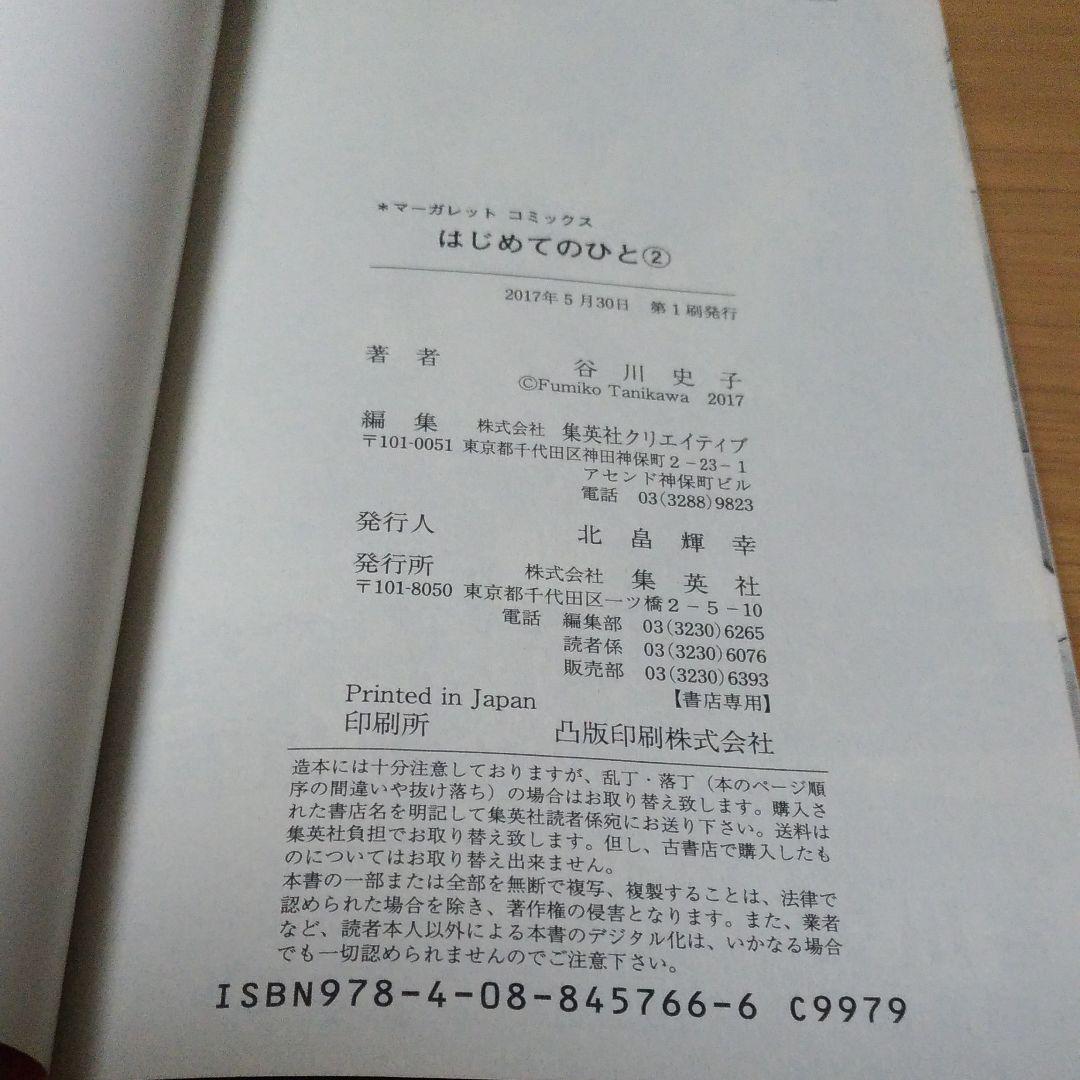 *マーガレット コミックス
はじめてのひと②
2017年5月30日 第1刷発行
著者 谷川史子
©Fumiko Tanikawa 2017
編集 株式会社 集英社クリエイティブ
〒101-0051 東京都千代田区神田神保町2-23-1
アセンド神保町ビル
電話 03(3288)9823
発行人 北畠輝幸
発行所 株式会社 集英社
〒101-8050 東京都千代田区一ツ橋2-5-10
電話 編集部 03(3230)6265
読者係 03(3230)6076
販売部 03(3230)6393
Printed in Japan 【書店専用】
印刷所 凸版印刷株式会社
造本には十分注意しておりますが、乱丁・落丁(本のページ順
序の間違いや抜け落ち)の場合はお取り替え致します。購入さ
れた書店名を明記して集英社読者係宛にお送り下さい。送料は
集英社負担でお取り替え致します。但し、古書店で購入したも
のについてはお取り替え出来ません。
本書の一部または全部を無断で複写、複製することは、法律で
認められた場合を除き、著作権の侵害となります。また、業者
など、読者本人以外による本書のデジタル化は、いかなる場合
でも一切認められませんのでご注意下さい。
ISBN978-4-08-845766-6 C9979